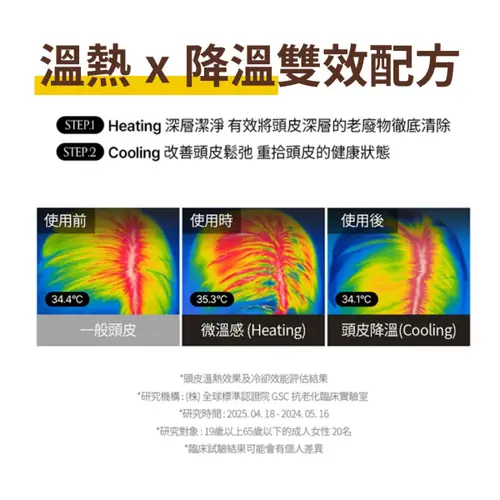 溫熱 x 降溫雙效配方
STEP.1 Heating 深層潔淨 有效將頭皮深層的老廢物徹底清除
STEP.2 Cooling 改善頭皮鬆弛 重拾頭皮的健康狀態
使用前 使用時 使用後
34.4°C 35.3°C 34.1°C
一般頭皮 微溫感 (Heating) 頭皮降溫(Cooling)
*頭皮溫熱效果及冷卻效能評估結果
*研究機構 : (株) 全球標準認證院 GSC 抗老化臨床實驗室
*研究時間 : 2025. 04. 18 - 2024. 05. 16
*研究對象 : 19歲以上65歲以下的成人女性 20名
*臨床試驗結果可能會有個人差異